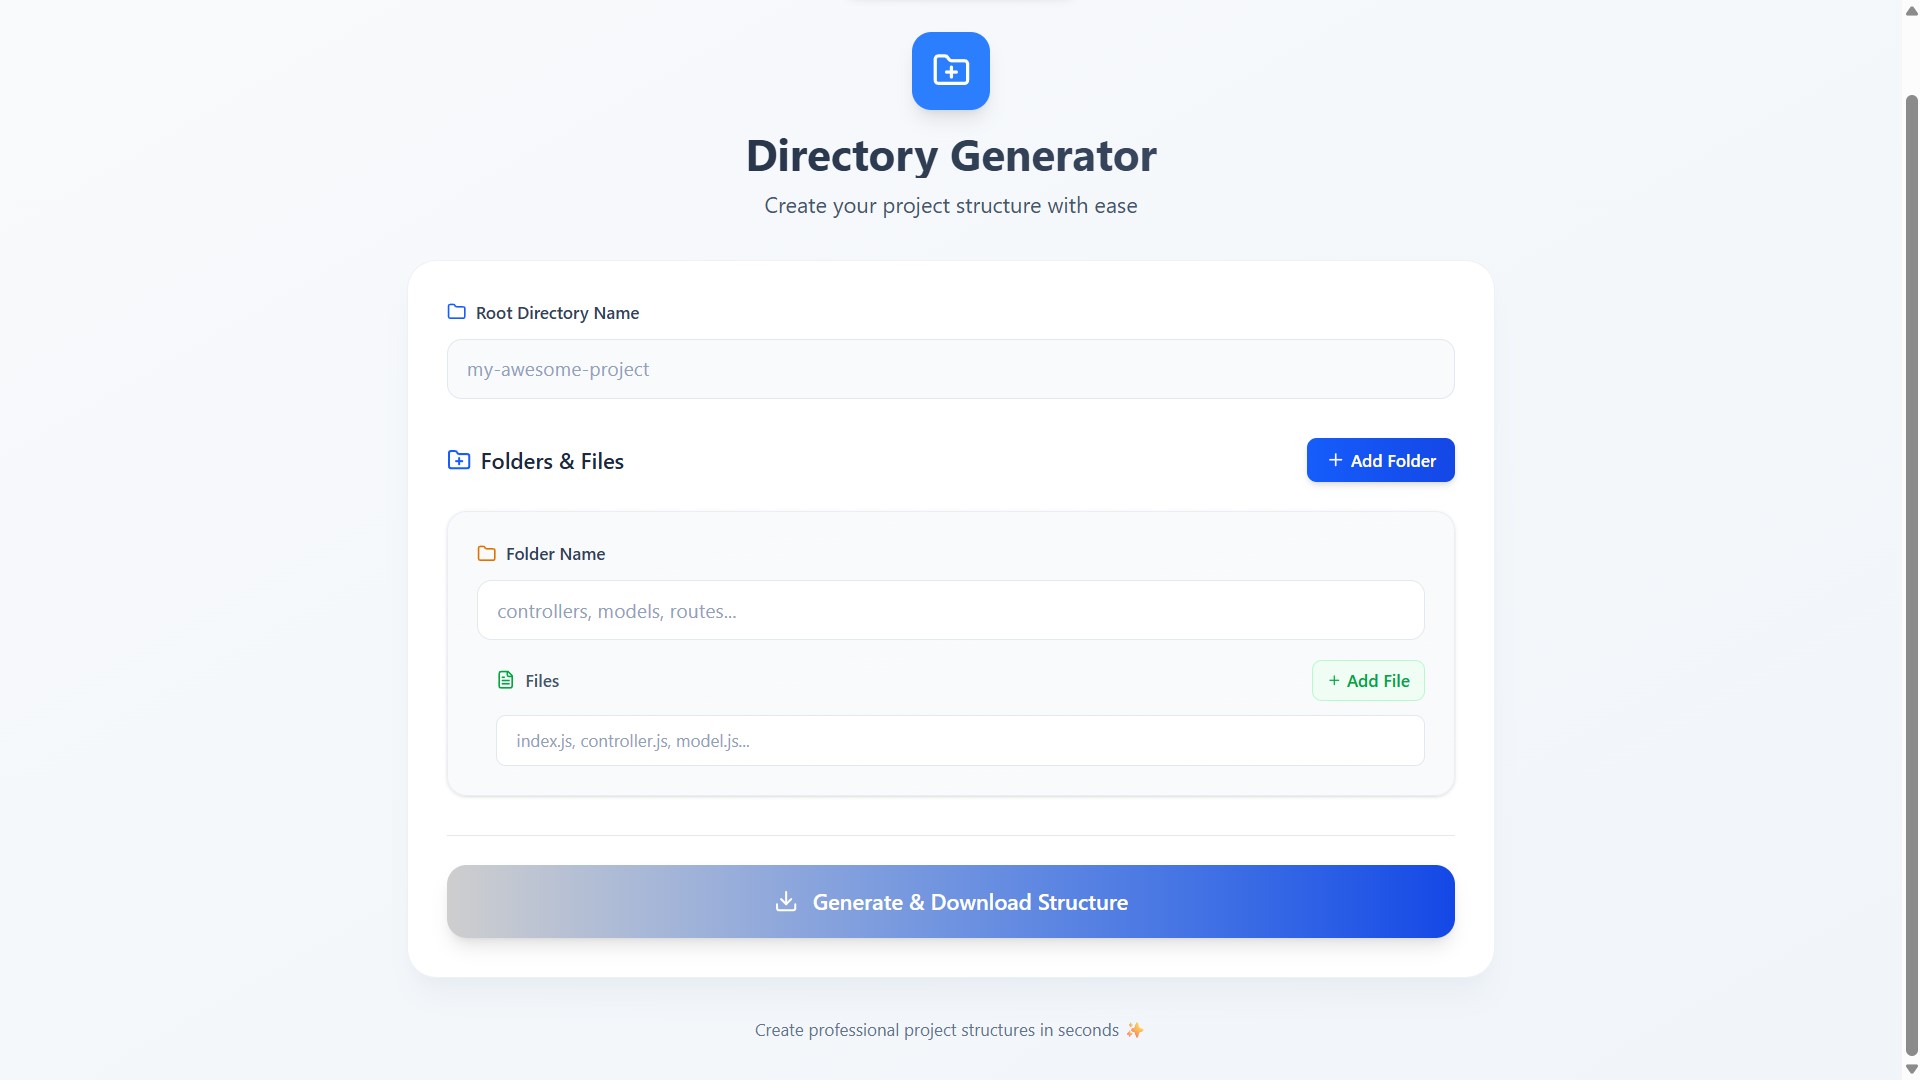 Directory Generator
Create your project structure with ease
Root Directory Name
my-awesome-project
Folders & Files
+ Add Folder
Folder Name
controllers, models, routes...
Files
+ Add File
index.js, controller.js, model.js...
Generate & Download Structure
Create professional project structures in seconds ✨